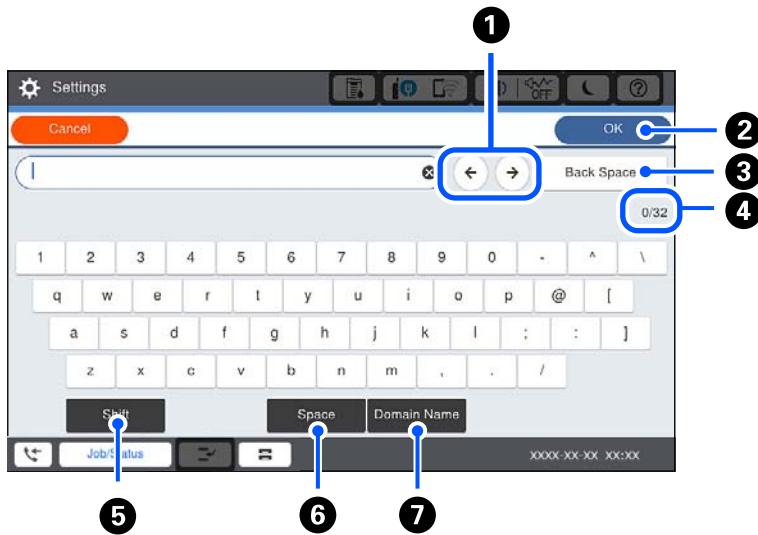 1
Settings
OFF
Cancel
OK
2
Back Space
3
0/32
4
1 2 3 4 5 6 7 8 9 0 - ^ \
q w e r t y u i o p @ [
a s d f g h j k l ; : ]
z x c v b n m , . /
Shift Space Domain Name
Job/Status
XXXX-XX-XX XX:XX
5 6 7